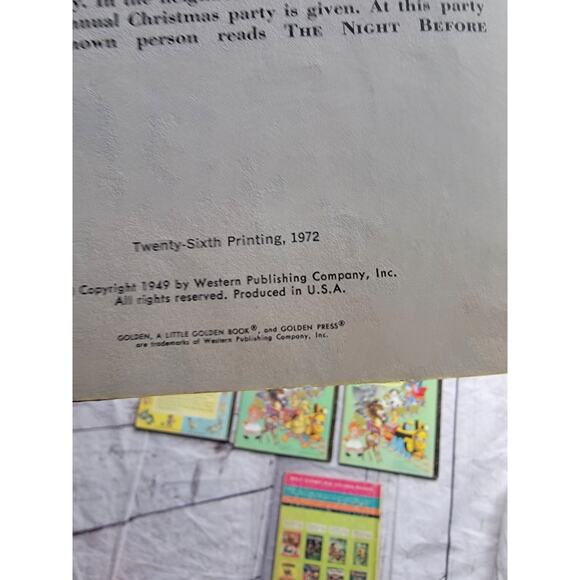 nual Christmas party is given. At this party
nown person reads THE NIGHT BEFORE
Twenty-Sixth Printing, 1972
Copyright 1949 by Western Publishing Company, Inc.
All rights reserved. Produced in U.S.A.
GOLDEN, A LITTLE GOLDEN BOOK®, and GOLDEN PRESS®
are trademarks of Western Publishing Company, Inc.